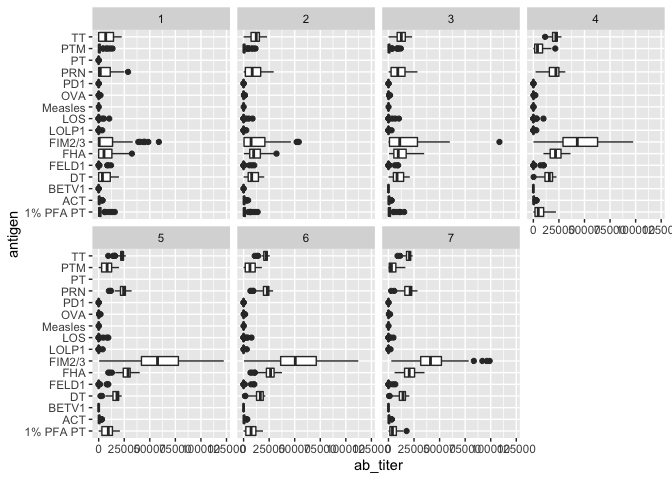 1 2 3 4
TT
PTM
PT
PRN
PD1
OVA
Measles
LOS
LOLP1
FIM2/3
FHA
FELD1
DT
BETV1
ACT
1% PFA PT
0 25000 50000 75000 100000 125000
5 6 7
TT
PTM
PT
PRN
PD1
OVA
Measles
LOS
LOLP1
FIM2/3
FHA
FELD1
DT
BETV1
ACT
1% PFA PT
0 25000 50000 75000 100000 125000 0 25000 50000 75000 100000 125000 0 25000 50000 75000 100000 125000
antigen
ab_titer